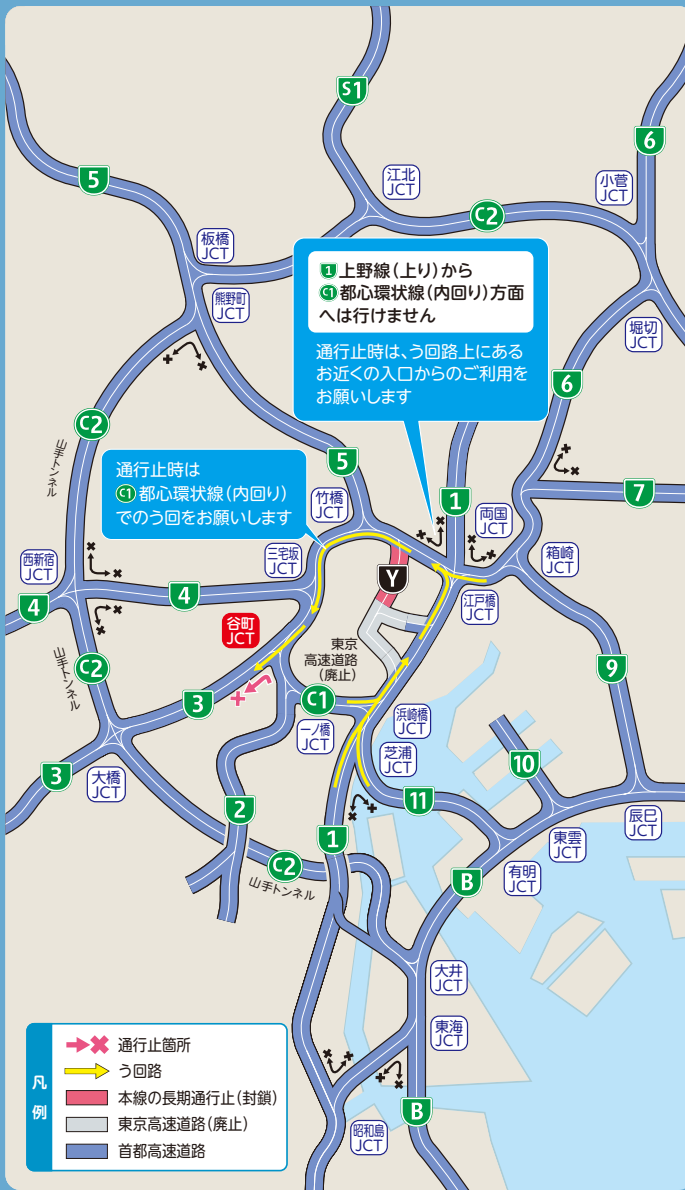 S1
6
5
江北
JCT
小菅
JCT
C2
板橋
JCT
1上野線(上り)から
C1都心環状線(内回り)方面
へは行けません
通行止時は、う回路上にある
お近くの入口からのご利用を
お願いします
熊野町
JCT
堀切
JCT
6
C2
山手トンネル
通行止時は
C1都心環状線(内回り)
でのう回をお願いします
5
竹橋
JCT
1
両国
JCT
7
西新宿
JCT
三宅坂
JCT
箱崎
JCT
Y
4
4
江戸橋
JCT
谷町
JCT
東京
高速道路
(廃止)
C2
山手トンネル
9
3
C1
一ノ橋
JCT
浜崎橋
JCT
芝浦
JCT
3
大橋
JCT
10
2
11
1
辰巳
JCT
東雲
JCT
有明
JCT
C2
山手トンネル
B
大井
JCT
東海
JCT
B
昭和島
JCT
凡例
通行止箇所
う回路
本線の長期通行止(封鎖)
東京高速道路(廃止)
首都高速道路